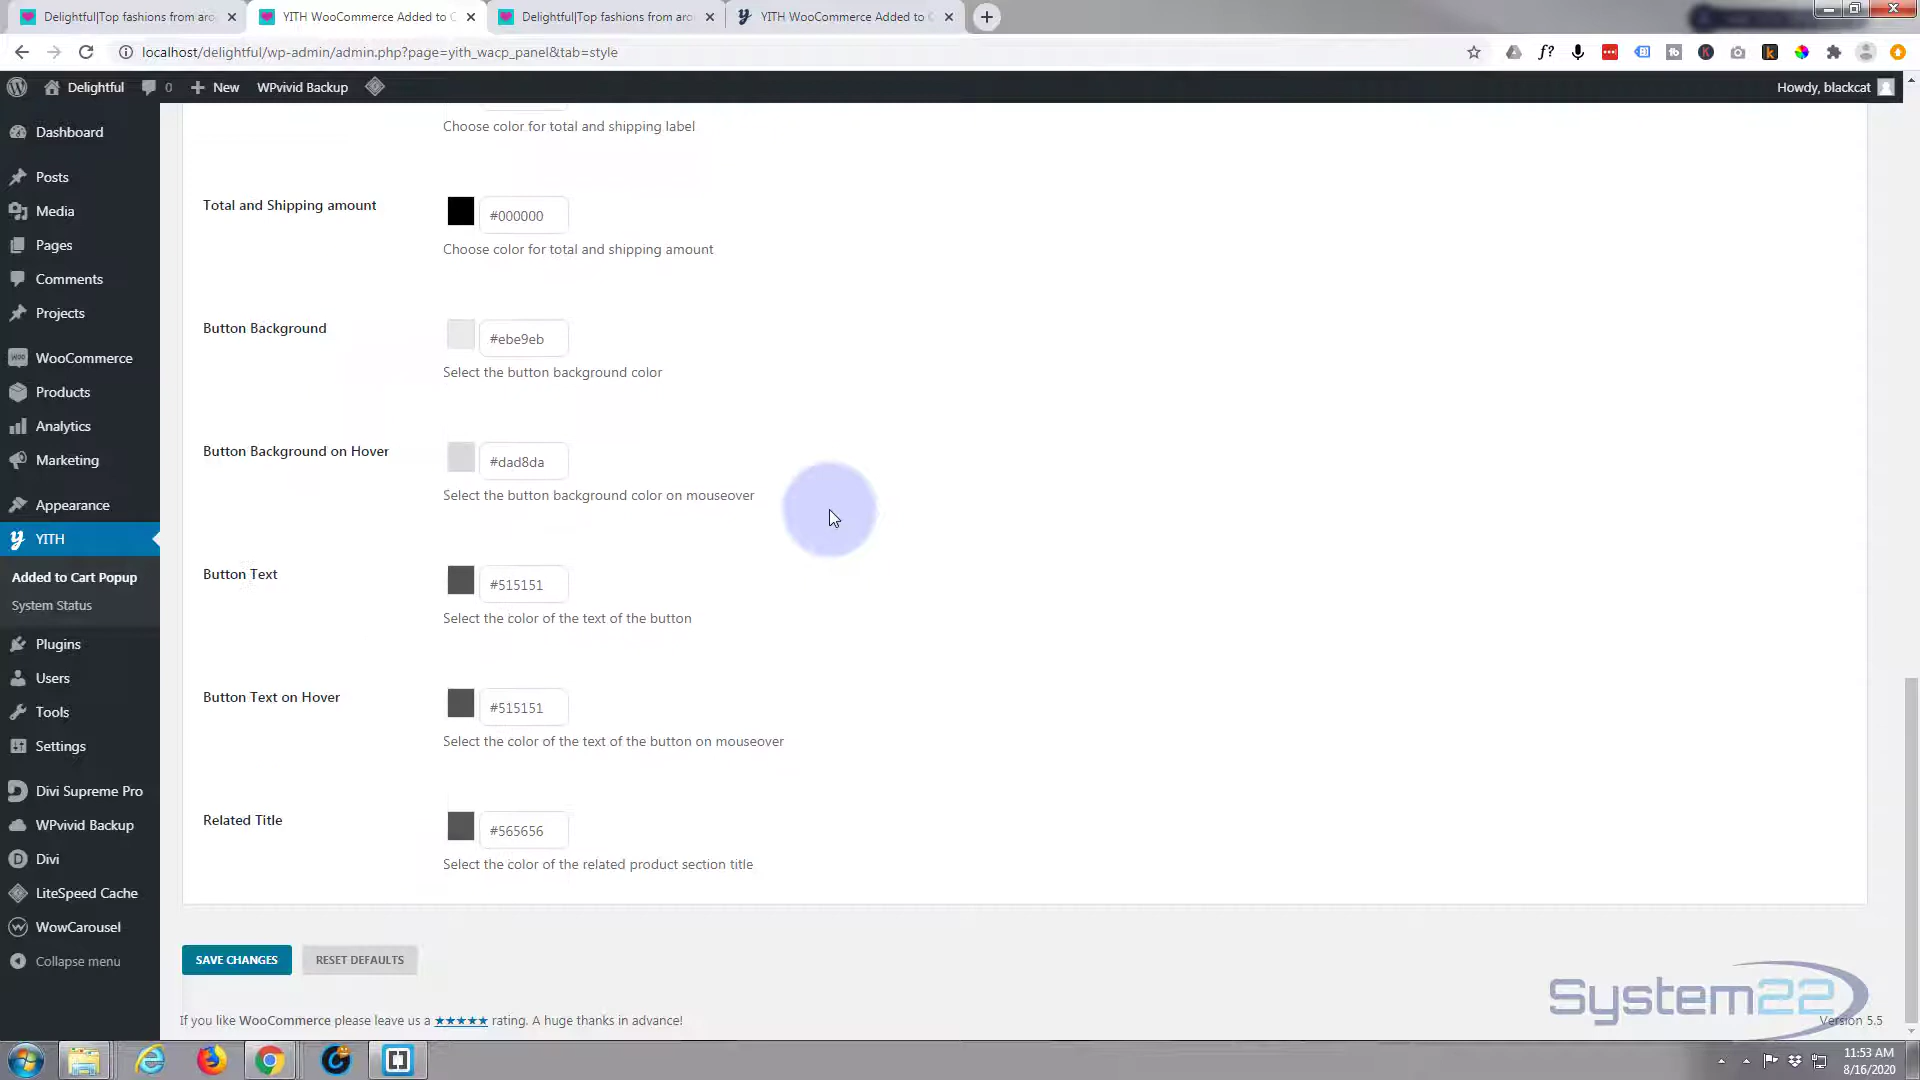 Delightful|Top fashions from aro
YITH WooCommerce Added to C
Delightful|Top fashions from aro
YITH WooCommerce Added to C
localhost/delightful/wp-admin/admin.php?page=yith_wacp_panel&tab=style
Delightful
0
New
WPvivid Backup
Howdy, blackcat
Dashboard
Posts
Media
Pages
Comments
Projects
WooCommerce
Products
Analytics
Marketing
Appearance
YITH
Added to Cart Popup
System Status
Plugins
Users
Tools
Settings
Divi Supreme Pro
WPvivid Backup
Divi
LiteSpeed Cache
WowCarousel
Collapse menu
Choose color for total and shipping label
Total and Shipping amount
#000000
Choose color for total and shipping amount
Button Background
#ebe9eb
Select the button background color
Button Background on Hover
#dad8da
Select the button background color on mouseover
Button Text
#515151
Select the color of the text of the button
Button Text on Hover
#515151
Select the color of the text of the button on mouseover
Related Title
#565656
Select the color of the related product section title
SAVE CHANGES
RESET DEFAULTS
If you like WooCommerce please leave us a ★★★★★ rating. A huge thanks in advance!
System22
Version 5.5
11:53 AM
8/16/2020